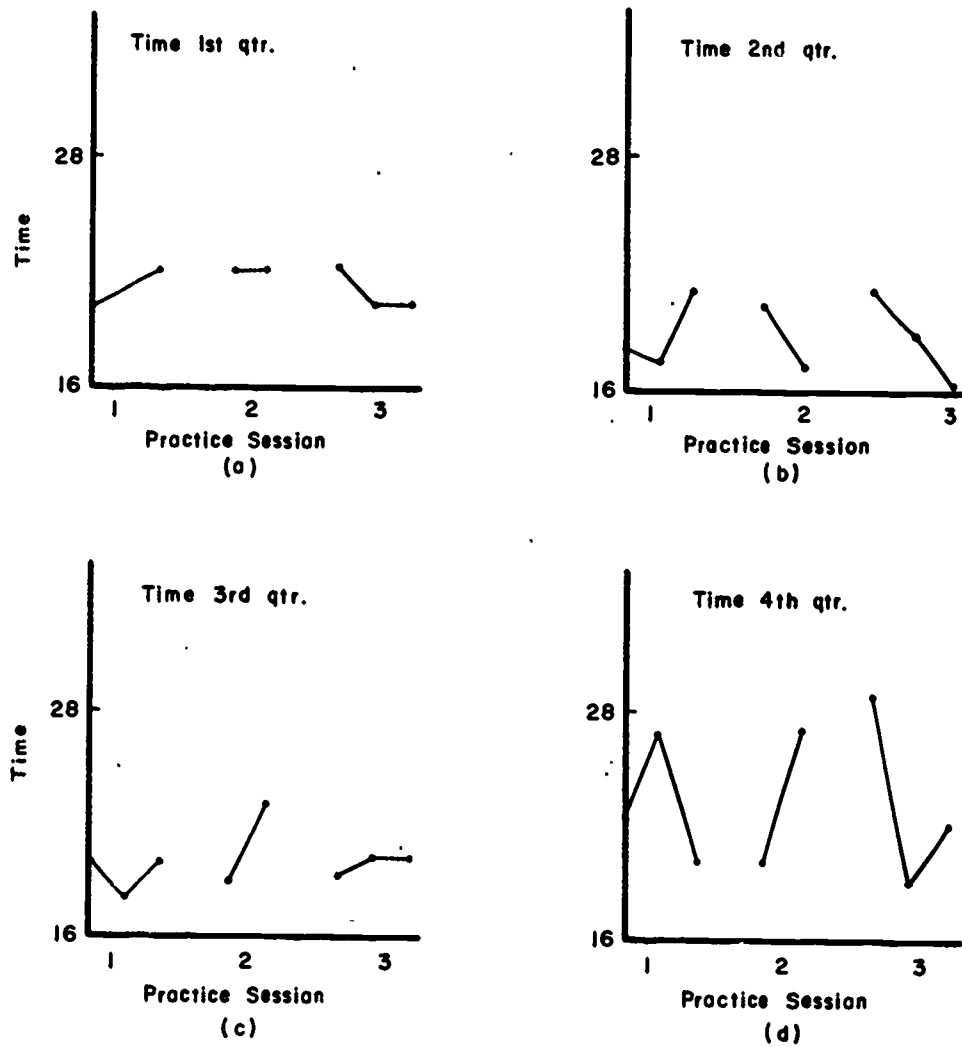 Time 1st qtr.
28
Time
16
1 2 3
Practice Session
(a)
Time 2nd qtr.
28
16
1 2 3
Practice Session
(b)
Time 3rd qtr.
28
Time
16
1 2 3
Practice Session
(c)
Time 4th qtr.
28
16
1 2 3
Practice Session
(d)